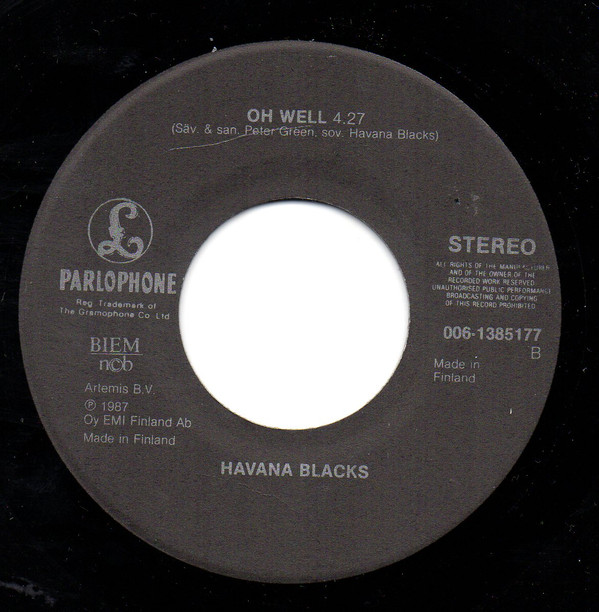 OH WELL 4.27
(Säv. & san. Peter Green, sov. Havana Blacks)
£
PARLOPHONE
Reg. Trademark of
The Gramophone Co. Ltd
BIEM
n©b
Artemis B.V.
℗ 1987
Oy EMI Finland Ab
Made in Finland
STEREO
ALL RIGHTS OF THE MANUFACTURER
AND OF THE OWNER OF THE
RECORDED WORK RESERVED
UNAUTHORISED PUBLIC PERFORMANCE
BROADCASTING AND COPYING
OF THIS RECORD PROHIBITED
006-1385177
B
Made in
Finland
HAVANA BLACKS